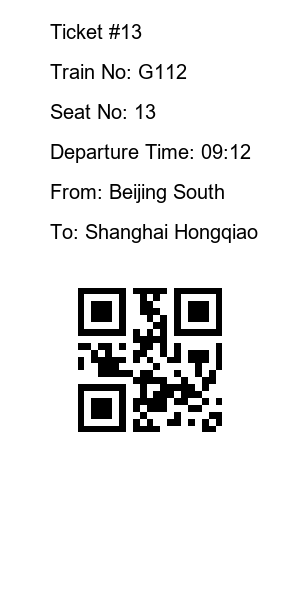 Ticket #13
Train No: G112
Seat No: 13
Departure Time: 09:12
From: Beijing South
To: Shanghai Hongqiao